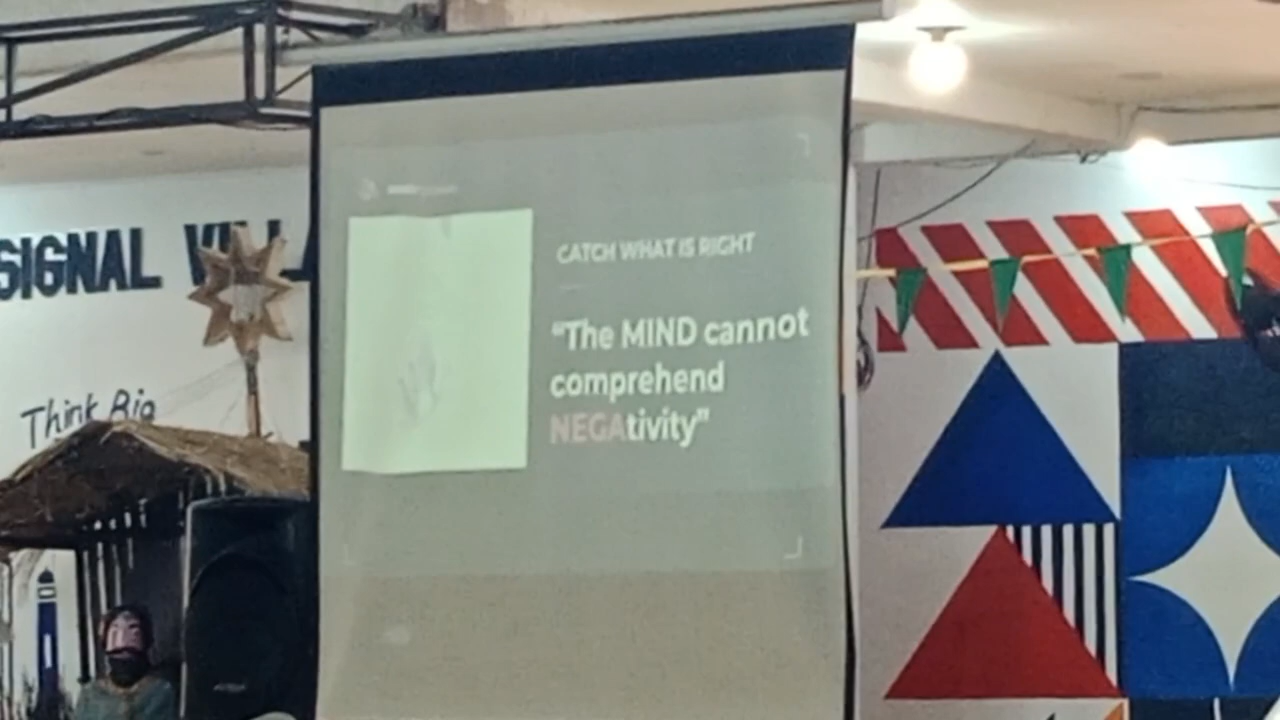 SIGNAL
Think Big
CATCH WHAT IS RIGHT
“The MIND cannot
comprehend
NEGAtivity”